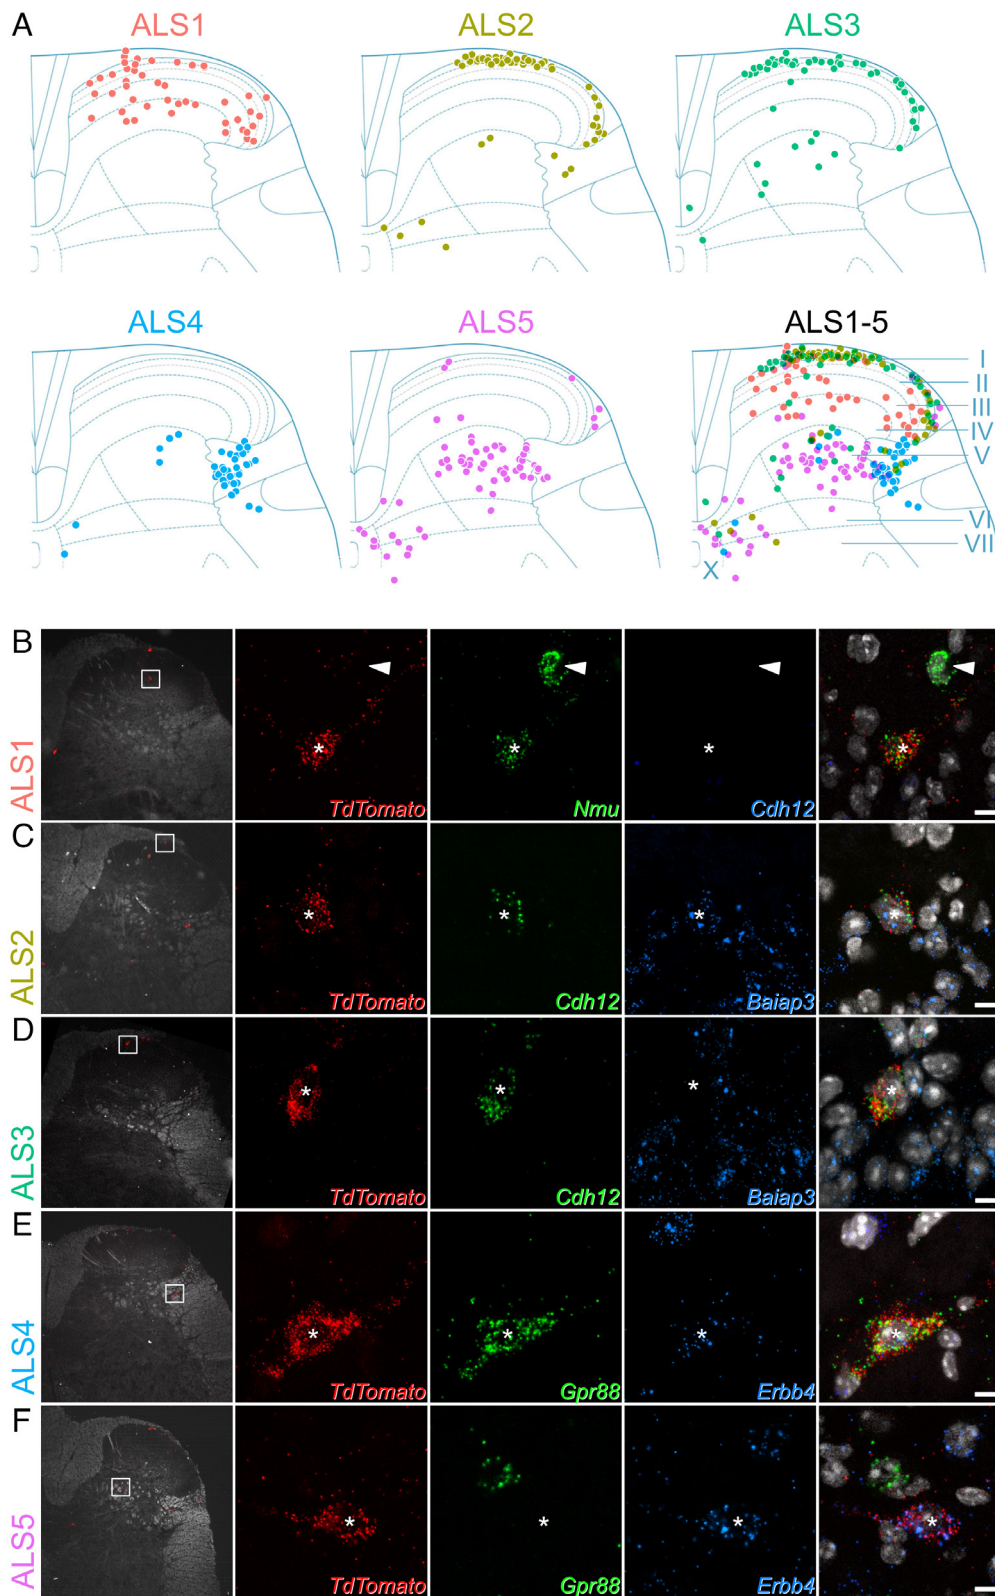 A
ALS1 ALS2 ALS3
ALS4 ALS5 ALS1-5
I
II
III
IV
V
VI
VII
X
B
ALS1
TdTomato Nmu Cdh12
C
ALS2
TdTomato Cdh12 Baiap3
D
ALS3
TdTomato Cdh12 Baiap3
E
ALS4
TdTomato Gpr88 Erbb4
F
ALS5
TdTomato Gpr88 Erbb4